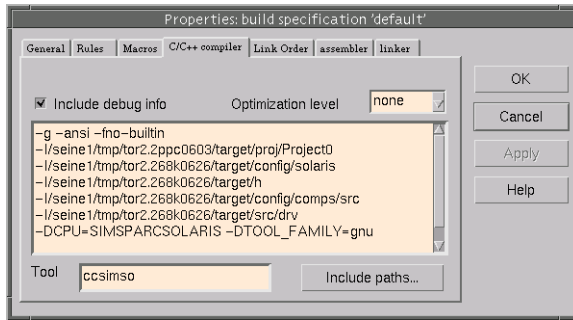 Properties: build specification 'default'
General Rules Macros C/C++ compiler Link Order assembler linker
Include debug info Optimization level none
-g -ansi -fno-builtin
-I/seine1/tmp/tor2.2ppc0603/target/proj/Project0
-I/seine1/tmp/tor2.268k0626/target/config/solaris
-I/seine1/tmp/tor2.268k0626/target/h
-I/seine1/tmp/tor2.268k0626/target/config/comps/src
-I/seine1/tmp/tor2.268k0626/target/src/drv
-DCPU=SIMSPARCSOLARIS -DTOOL_FAMILY=gnu
Tool ccsimso Include paths...
OK
Cancel
Apply
Help